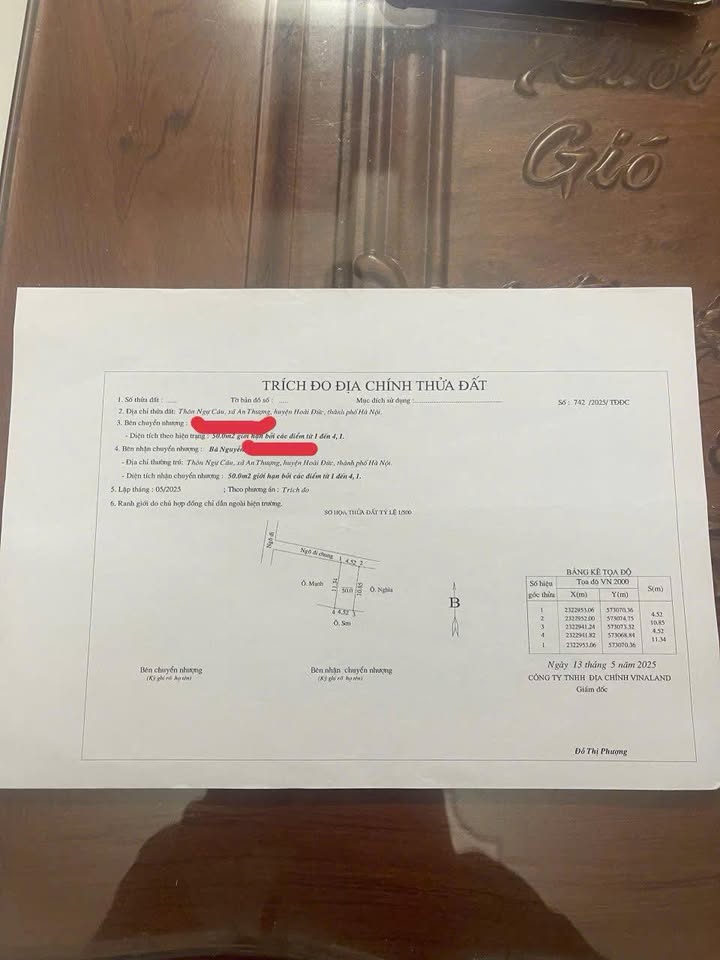 Gió
TRÍCH ĐO ĐỊA CHÍNH THỬA ĐẤT
1. Số thửa đất : ..... Tờ bản đồ số : .... Mục đích sử dụng :................................. Số : 742 /2025/ TĐĐC
2. Địa chỉ thửa đất: Thôn Ngự Câu, xã An Thượng, huyện Hoài Đức, thành phố Hà Nội.
3. Bên chuyển nhượng :
- Diện tích theo hiện trạng : 50.0m2 giới hạn bởi các điểm từ 1 đến 4, 1.
4. Bên nhận chuyển nhượng : Bà Nguyễn
- Địa chỉ thường trú: Thôn Ngự Câu, xã An Thượng, huyện Hoài Đức, thành phố Hà Nội.
- Diện tích nhận chuyển nhượng : 50.0m2 giới hạn bởi các điểm từ 1 đến 4, 1.
5. Lập tháng : 05/2025 ; Theo phương án : Trích đo
6. Ranh giới do chủ hợp đồng chỉ dẫn ngoài hiện trường.
SƠ HỌA THỬA ĐẤT TỶ LỆ 1/500
Ngõ đi
Ngõ đi chung
1 4.52 2
Ô. Mạnh 11.34 50.0 10.85 Ô. Nghĩa
4 4.52 3
Ô. Sơn
B
BẢNG KÊ TỌA ĐỘ
Số hiệu góc thửa Tọa độ VN 2000 S(m)
X(m) Y(m)
1 2322953.06 573070.36
4.52
2 2322952.00 573074.75
10.85
3 2322941.24 573073.32
4.52
4 2322941.82 573068.84
11.34
1 2322953.06 573070.36
Ngày 13 tháng 5 năm 2025
CÔNG TY TNHH ĐỊA CHÍNH VINALAND
Giám đốc
Bên chuyển nhượng
(Ký ghi rõ họ tên)
Bên nhận chuyển nhượng
(Ký ghi rõ họ tên)
Đỗ Thị Phượng